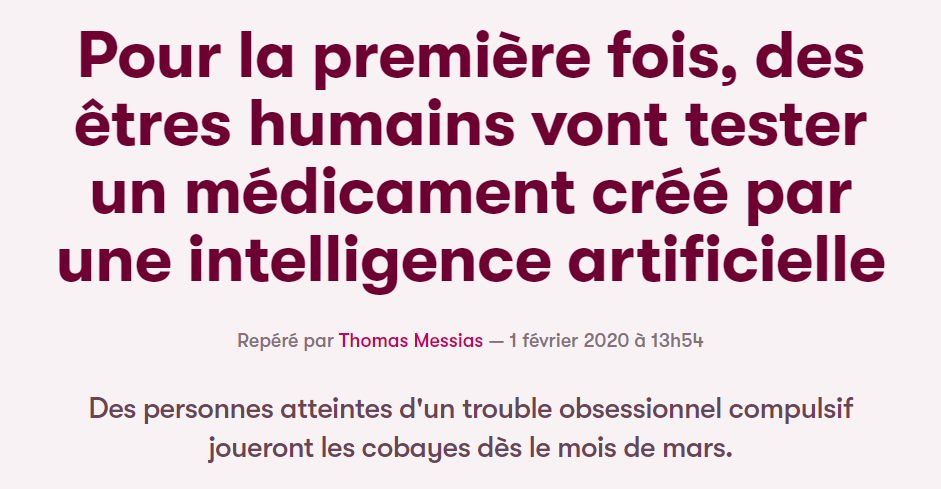 Pour la première fois, des
êtres humains vont tester
un médicament créé par
une intelligence artificielle
Repéré par Thomas Messias — 1 février 2020 à 13h54
Des personnes atteintes d'un trouble obsessionnel compulsif
joueront les cobayes dès le mois de mars.